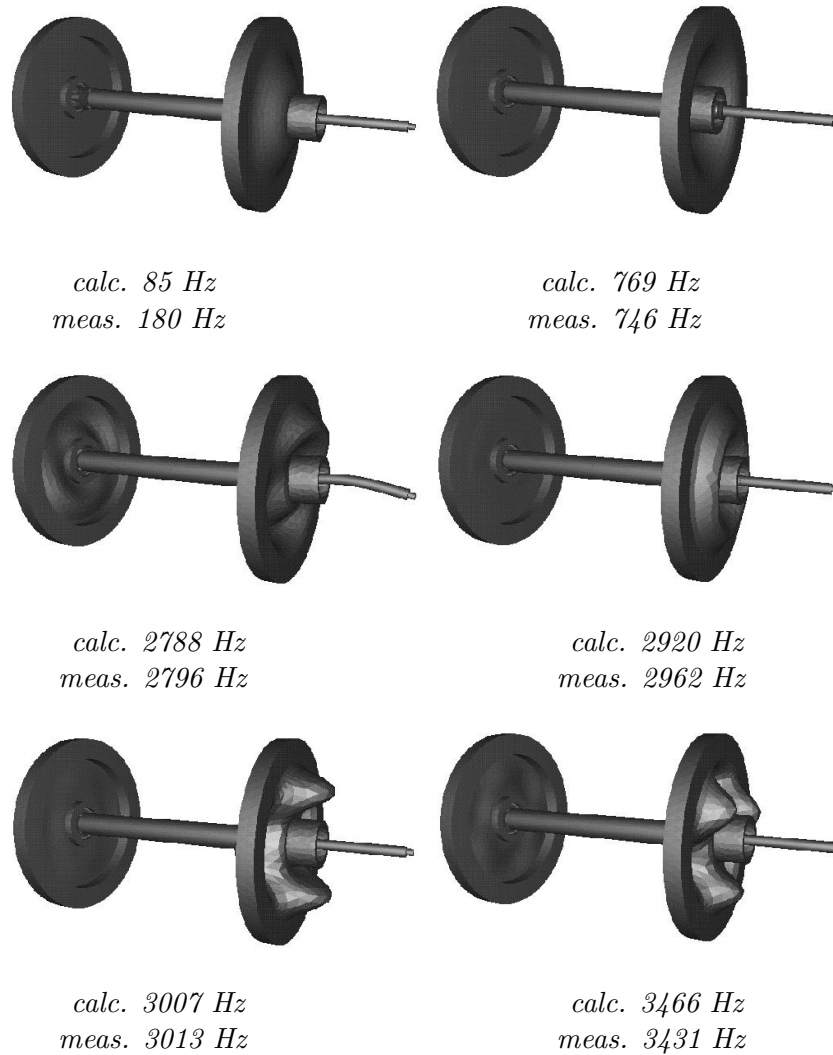 calc. 85 Hz
meas. 180 Hz
calc. 769 Hz
meas. 746 Hz
calc. 2788 Hz
meas. 2796 Hz
calc. 2920 Hz
meas. 2962 Hz
calc. 3007 Hz
meas. 3013 Hz
calc. 3466 Hz
meas. 3431 Hz